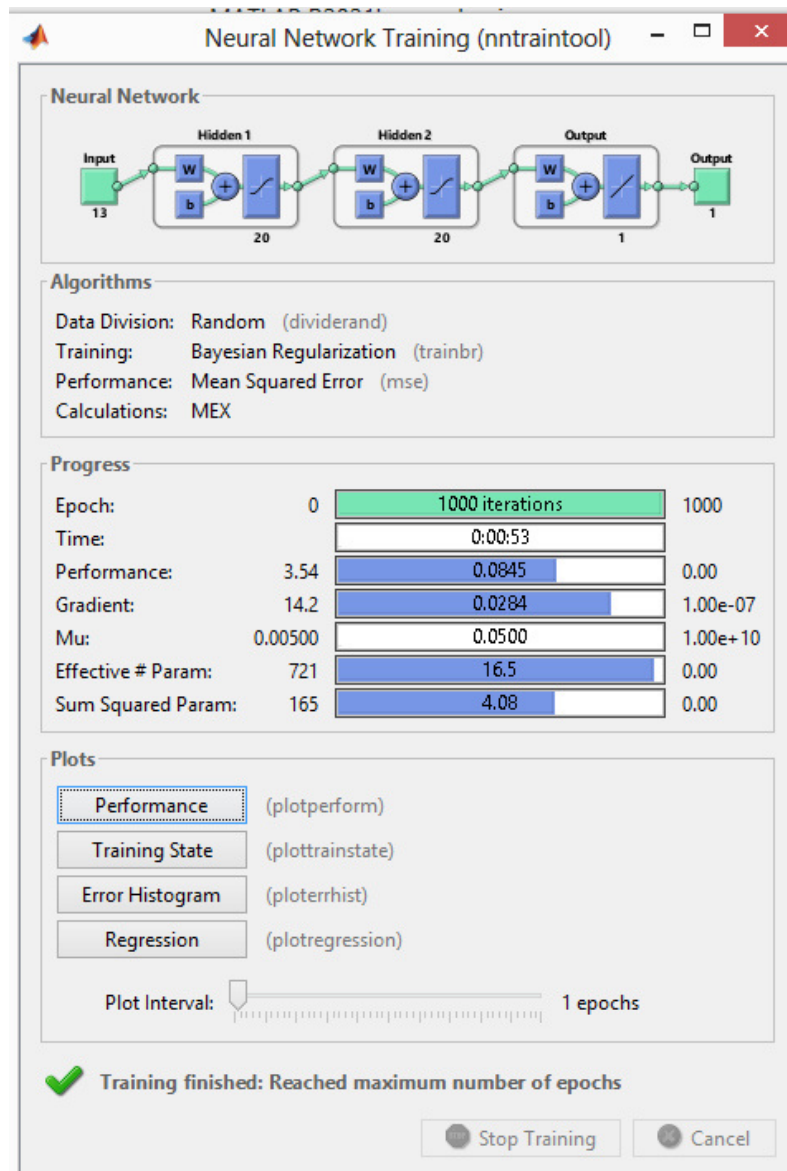 Neural Network Training (nntraintool)
Neural Network
Hidden 1 Hidden 2 Output
Input Output
W W W
+ + +
b b b
13 1
20 20 1
Algorithms
Data Division: Random (dividerand)
Training: Bayesian Regularization (trainbr)
Performance: Mean Squared Error (mse)
Calculations: MEX
Progress
Epoch: 0 1000 iterations 1000
Time: 0:00:53
Performance: 3.54 0.0845 0.00
Gradient: 14.2 0.0284 1.00e-07
Mu: 0.00500 0.0500 1.00e+10
Effective # Param: 721 16.5 0.00
Sum Squared Param: 165 4.08 0.00
Plots
Performance (plotperform)
Training State (plottrainstate)
Error Histogram (ploterrhist)
Regression (plotregression)
Plot Interval: 1 epochs
Training finished: Reached maximum number of epochs
Stop Training Cancel